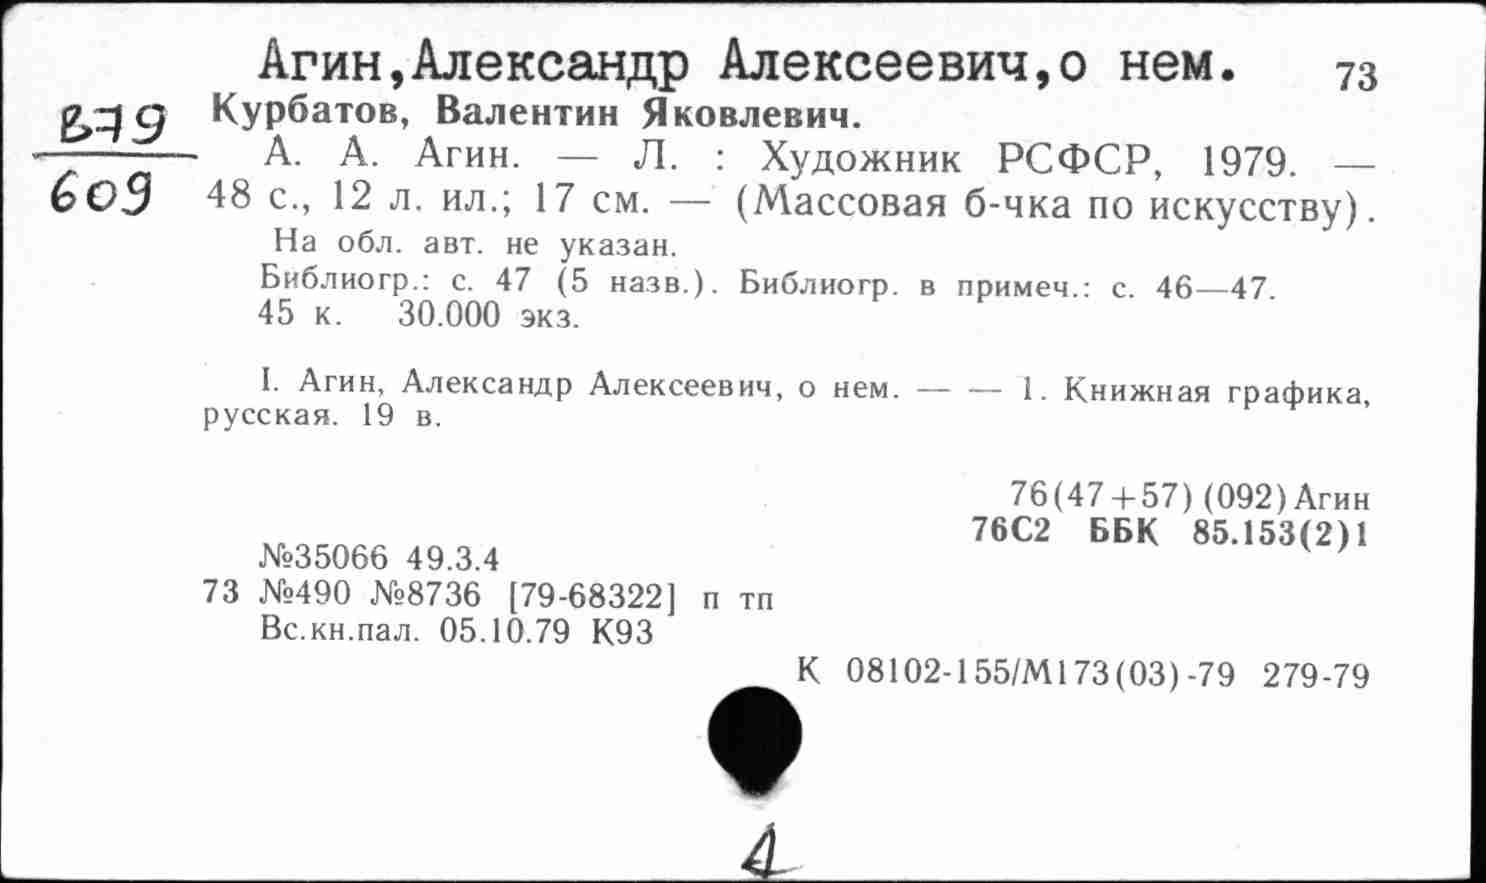 Агин,Александр Алексеевич,о нем. 73
Курбатов, Валентин Яковлевич.
609
А. А. Агин. — Л. : Художник РСФСР, 1979. —
48 с., 12 л. ил.; 17 см. — (Массовая б-чка по искусству).
На обл. авт. не указан.
Библиогр.: с. 47 (5 назв.). Библиогр. в примеч.: с. 46—47.
45 к. 30.000 экз.
I. Агин, Александр Алексеевич, о нем. — — 1. Книжная графика,
русская. 19 в.
76(47+57)(092)Агин
76С2 ББК 85.153(2)1
№35066 49.3.4
73 №490 №8736 [79-68322] п тп
Вс.кн.пал. 05.10.79 К93
К 08102-155/М173(03)-79 279-79